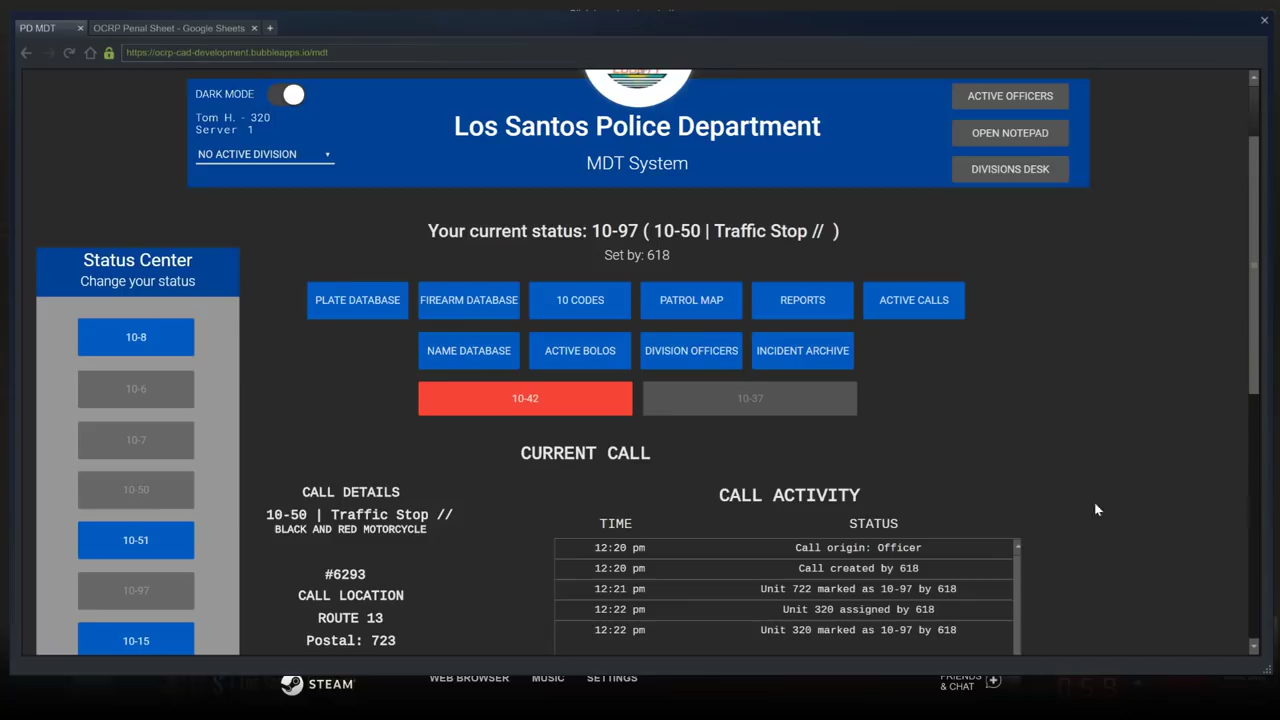 PD MDT
OCRP Penal Sheet - Google Sheets
https://ocrp-cad-development.bubbleapps.io/mdt
DARK MODE
Tom H. - 320
Server 1
NO ACTIVE DIVISION
Los Santos Police Department
MDT System
ACTIVE OFFICERS
OPEN NOTEPAD
DIVISIONS DESK
Your current status: 10-97 ( 10-50 | Traffic Stop // )
Set by: 618
Status Center
Change your status
10-8
10-6
10-7
10-50
10-51
10-97
10-15
PLATE DATABASE
FIREARM DATABASE
10 CODES
PATROL MAP
REPORTS
ACTIVE CALLS
NAME DATABASE
ACTIVE BOLOS
DIVISION OFFICERS
INCIDENT ARCHIVE
10-42
10-37
CURRENT CALL
CALL DETAILS
10-50 | Traffic Stop //
BLACK AND RED MOTORCYCLE
#6293
CALL LOCATION
ROUTE 13
Postal: 723
CALL ACTIVITY
TIME STATUS
12:20 pm Call origin: Officer
12:20 pm Call created by 618
12:21 pm Unit 722 marked as 10-97 by 618
12:22 pm Unit 320 assigned by 618
12:22 pm Unit 320 marked as 10-97 by 618
STEAM
WEB BROWSER
MUSIC
SETTINGS
FRIENDS
& CHAT